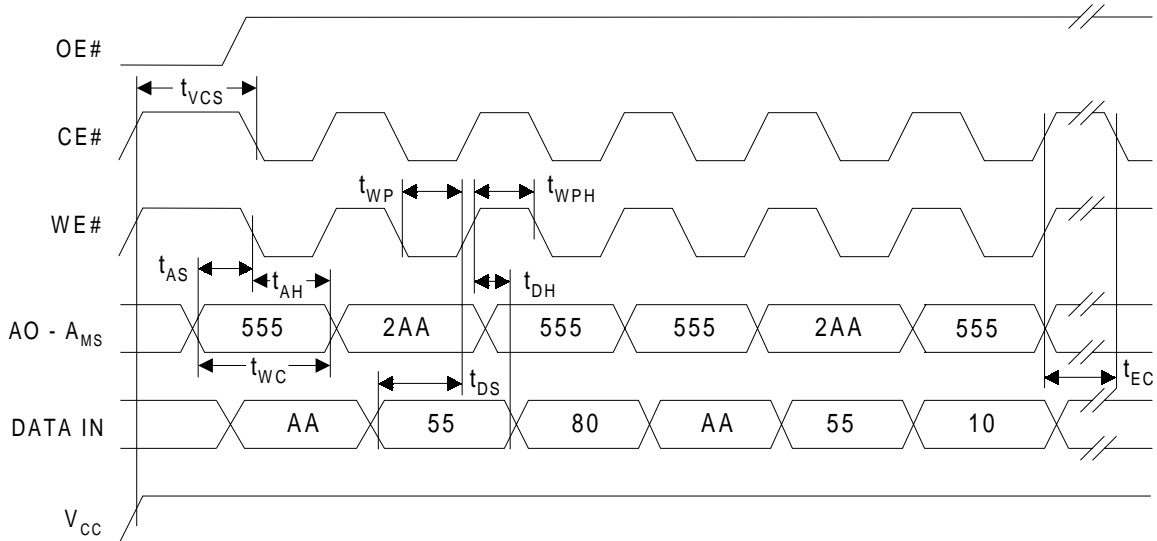 OE#
tVCS
CE#
tWP
tWPH
WE#
tAS
tAH
tDH
AO - AMS
555
2AA
555
555
2AA
555
tWC
tDS
tEC
DATA IN
AA
55
80
AA
55
10
VCC